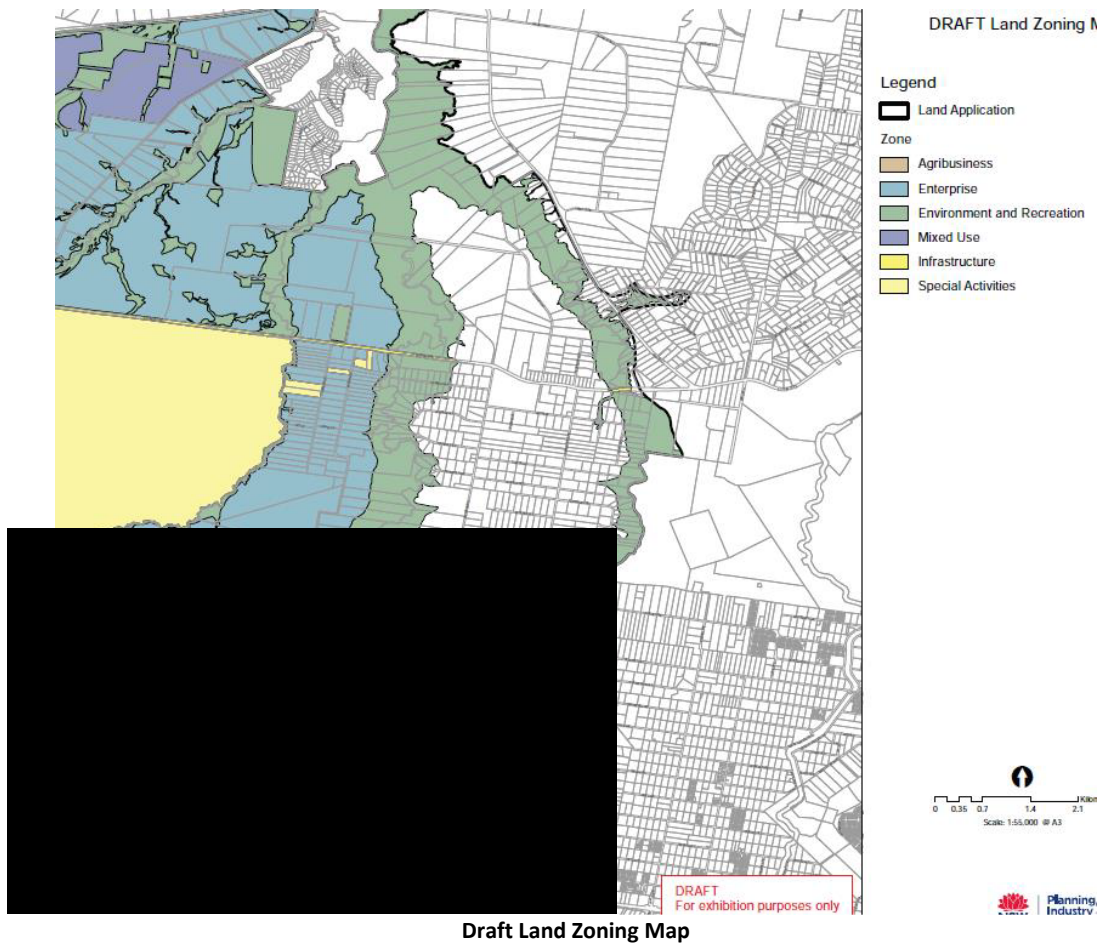 DRAFT Land Zoning M
Legend
Land Application
Zone
Agribusiness
Enterprise
Environment and Recreation
Mixed Use
Infrastructure
Special Activities
0 0.35 0.7 1.4 2.1
Scale: 1:55,000 @ A3
DRAFT
For exhibition purposes only
Planning,
Industry
Draft Land Zoning Map